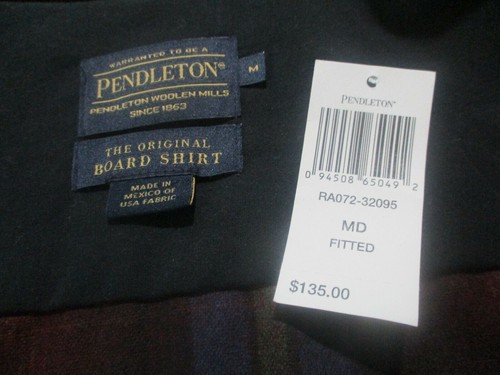 WARRANTED TO BE A
PENDLETON®
PENDLETON WOOLEN MILLS
SINCE 1863
M
THE ORIGINAL
BOARD SHIRT
MADE IN
MEXICO OF
USA FABRIC
PENDLETON®
0 94508 65049 2
RA072-32095
MD
FITTED
$135.00